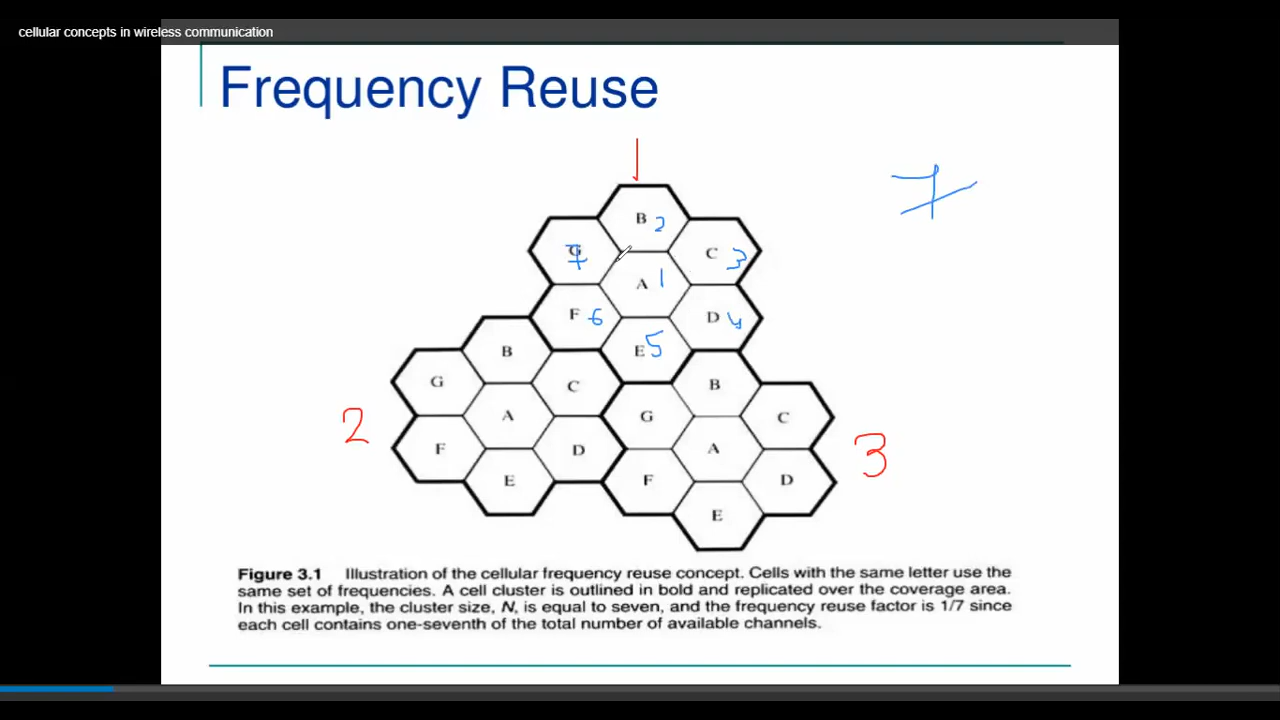 cellular concepts in wireless communication
Frequency Reuse
7
B 2
G 7
C 3
A 1
F 6
D 4
E 5
B
G
C
B
A
G
C
F
D
A
E
F
D
E
2
3
Figure 3.1 Illustration of the cellular frequency reuse concept. Cells with the same letter use the
same set of frequencies. A cell cluster is outlined in bold and replicated over the coverage area.
In this example, the cluster size, N, is equal to seven, and the frequency reuse factor is 1/7 since
each cell contains one-seventh of the total number of available channels.